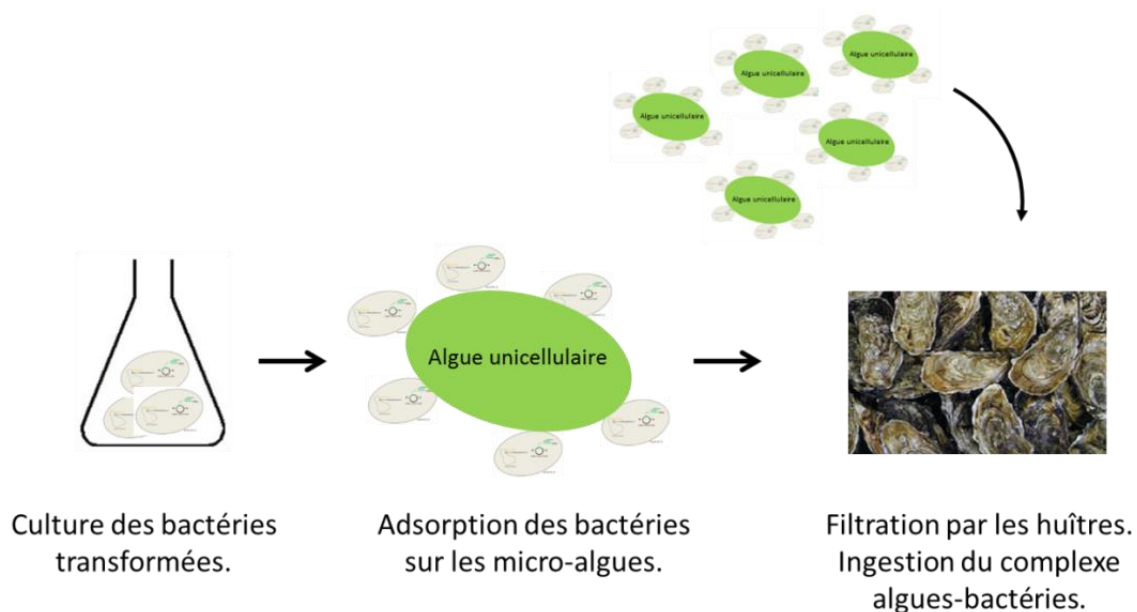 Algue unicellulaire
Algue unicellulaire
Algue unicellulaire
Algue unicellulaire
Algue unicellulaire
Algue unicellulaire
Culture des bactéries
transformées.
Adsorption des bactéries
sur les micro-algues.
Filtration par les huîtres.
Ingestion du complexe
algues-bactéries.